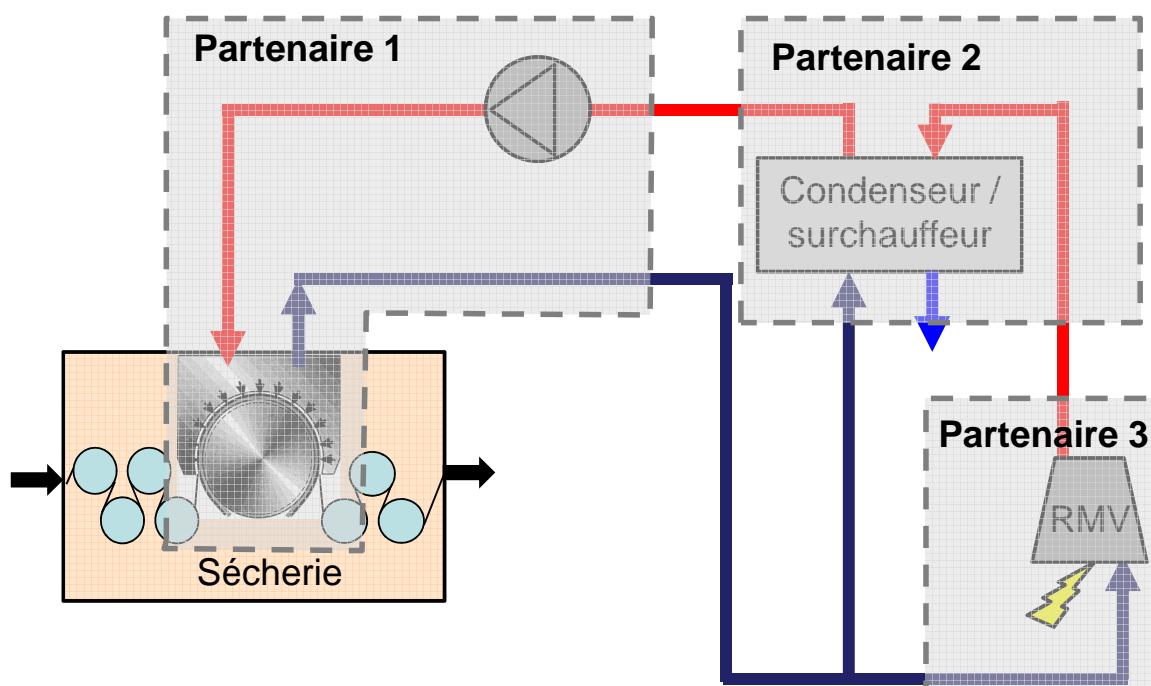 Partenaire 1
Partenaire 2
Condenseur /
surchauffeur
Partenaire 3
RMV
Sécherie